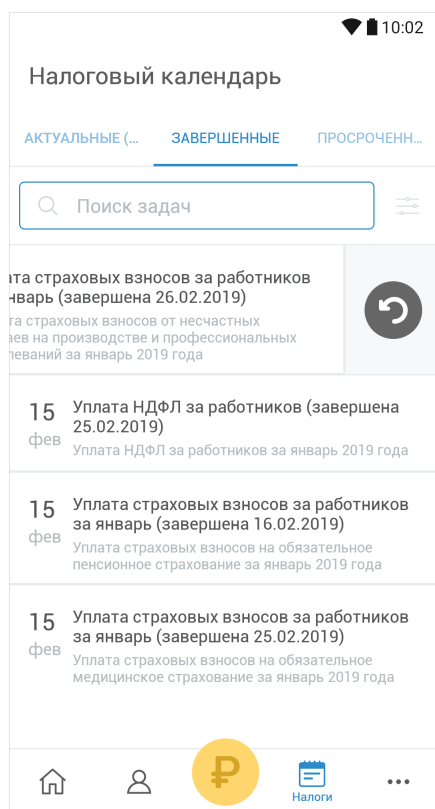 10:02
Налоговый календарь
АКТУАЛЬНЫЕ (...
ЗАВЕРШЕННЫЕ
ПРОСРОЧЕНН...
Поиск задач
ата страховых взносов за работников
нварь (завершена 26.02.2019)
та страховых взносов от несчастных
аев на производстве и профессиональных
леваний за январь 2019 года
15
фев
Уплата НДФЛ за работников (завершена
25.02.2019)
Уплата НДФЛ за работников за январь 2019 года
15
фев
Уплата страховых взносов за работников
за январь (завершена 16.02.2019)
Уплата страховых взносов на обязательное
пенсионное страхование за январь 2019 года
15
фев
Уплата страховых взносов за работников
за январь (завершена 25.02.2019)
Уплата страховых взносов на обязательное
медицинское страхование за январь 2019 года
₽
Налоги